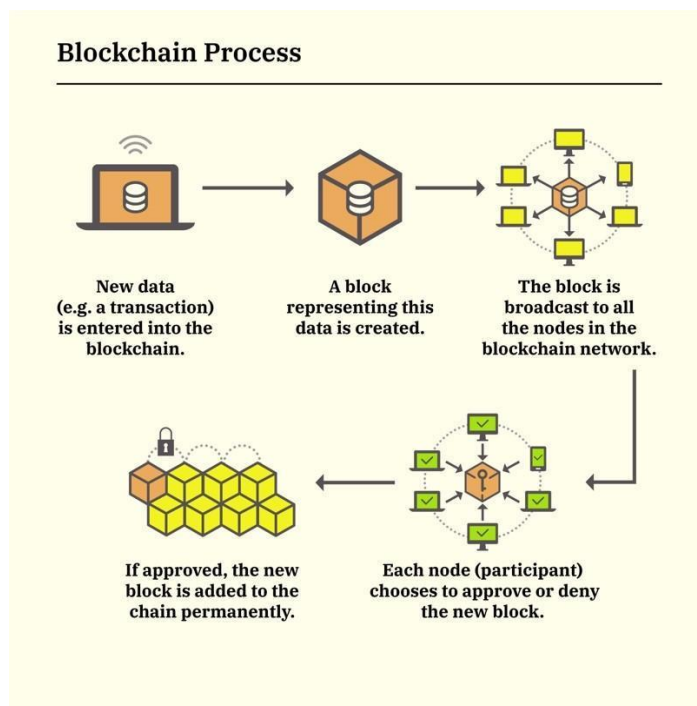 Blockchain Process
New data
(e.g. a transaction)
is entered into the
blockchain.
A block
representing this
data is created.
The block is
broadcast to all
the nodes in the
blockchain network.
If approved, the new
block is added to the
chain permanently.
Each node (participant)
chooses to approve or deny
the new block.